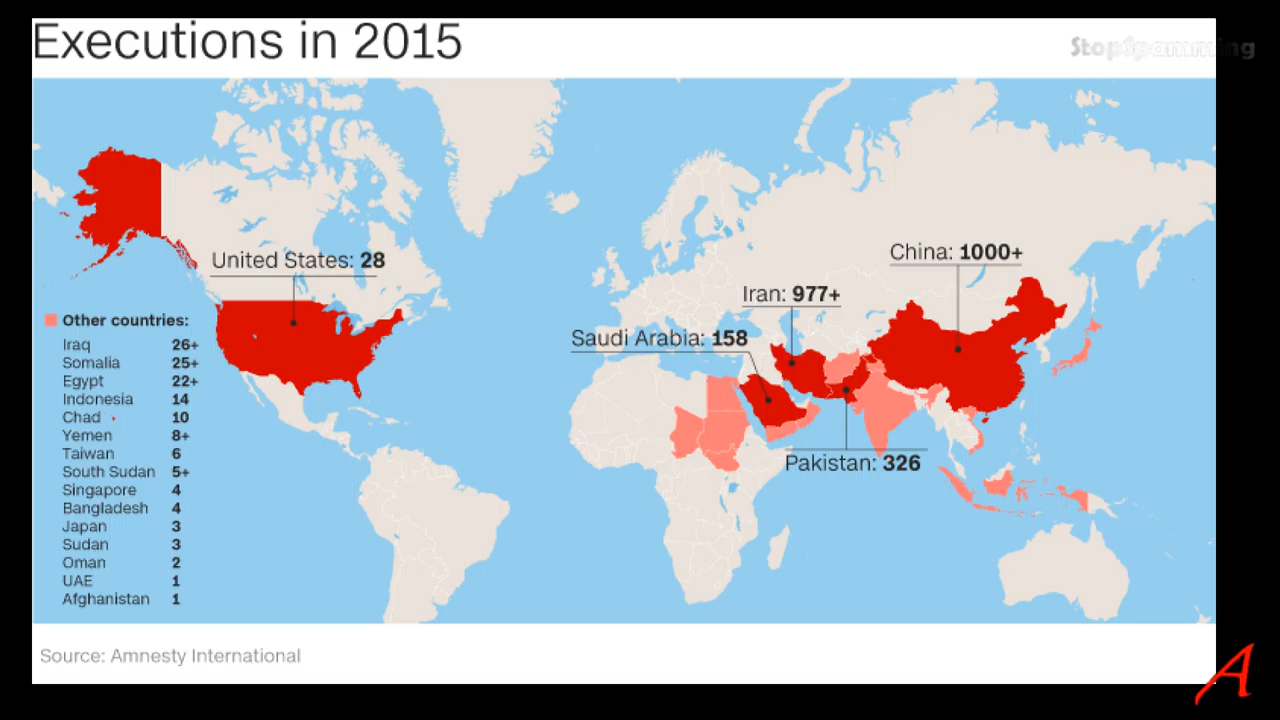 Executions in 2015
StopSpamming
United States: 28
China: 1000+
Iran: 977+
Saudi Arabia: 158
Pakistan: 326
Other countries:
Iraq 26+
Somalia 25+
Egypt 22+
Indonesia 14
Chad 10
Yemen 8+
Taiwan 6
South Sudan 5+
Singapore 4
Bangladesh 4
Japan 3
Sudan 3
Oman 2
UAE 1
Afghanistan 1
Source: Amnesty International
A